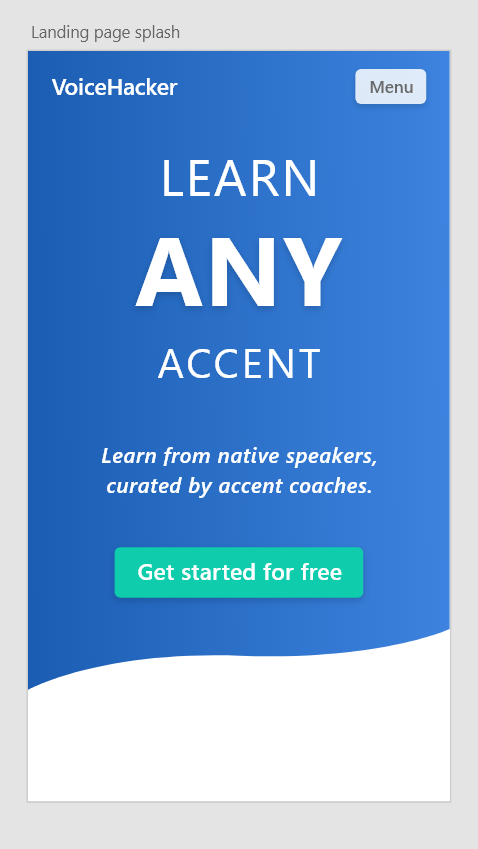 Landing page splash
VoiceHacker
Menu
LEARN
ANY
ACCENT
Learn from native speakers,
curated by accent coaches.
Get started for free